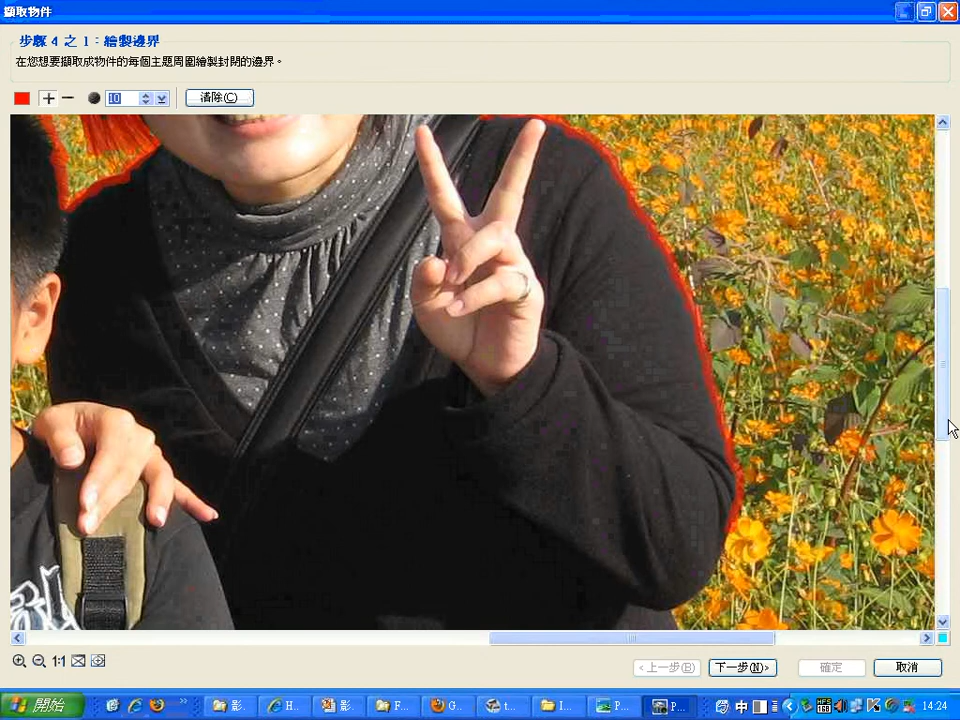 擷取物件
步驟 4 之 1：繪製邊界
在您想要擷取成物件的每個主題周圍繪製封閉的邊界。
10
清除(C)
1:1
<上一步(B)
下一步(N)>
確定
取消
開始
影.
H..
影.
F...
G..
t...
I...
P...
P...
中
14:24